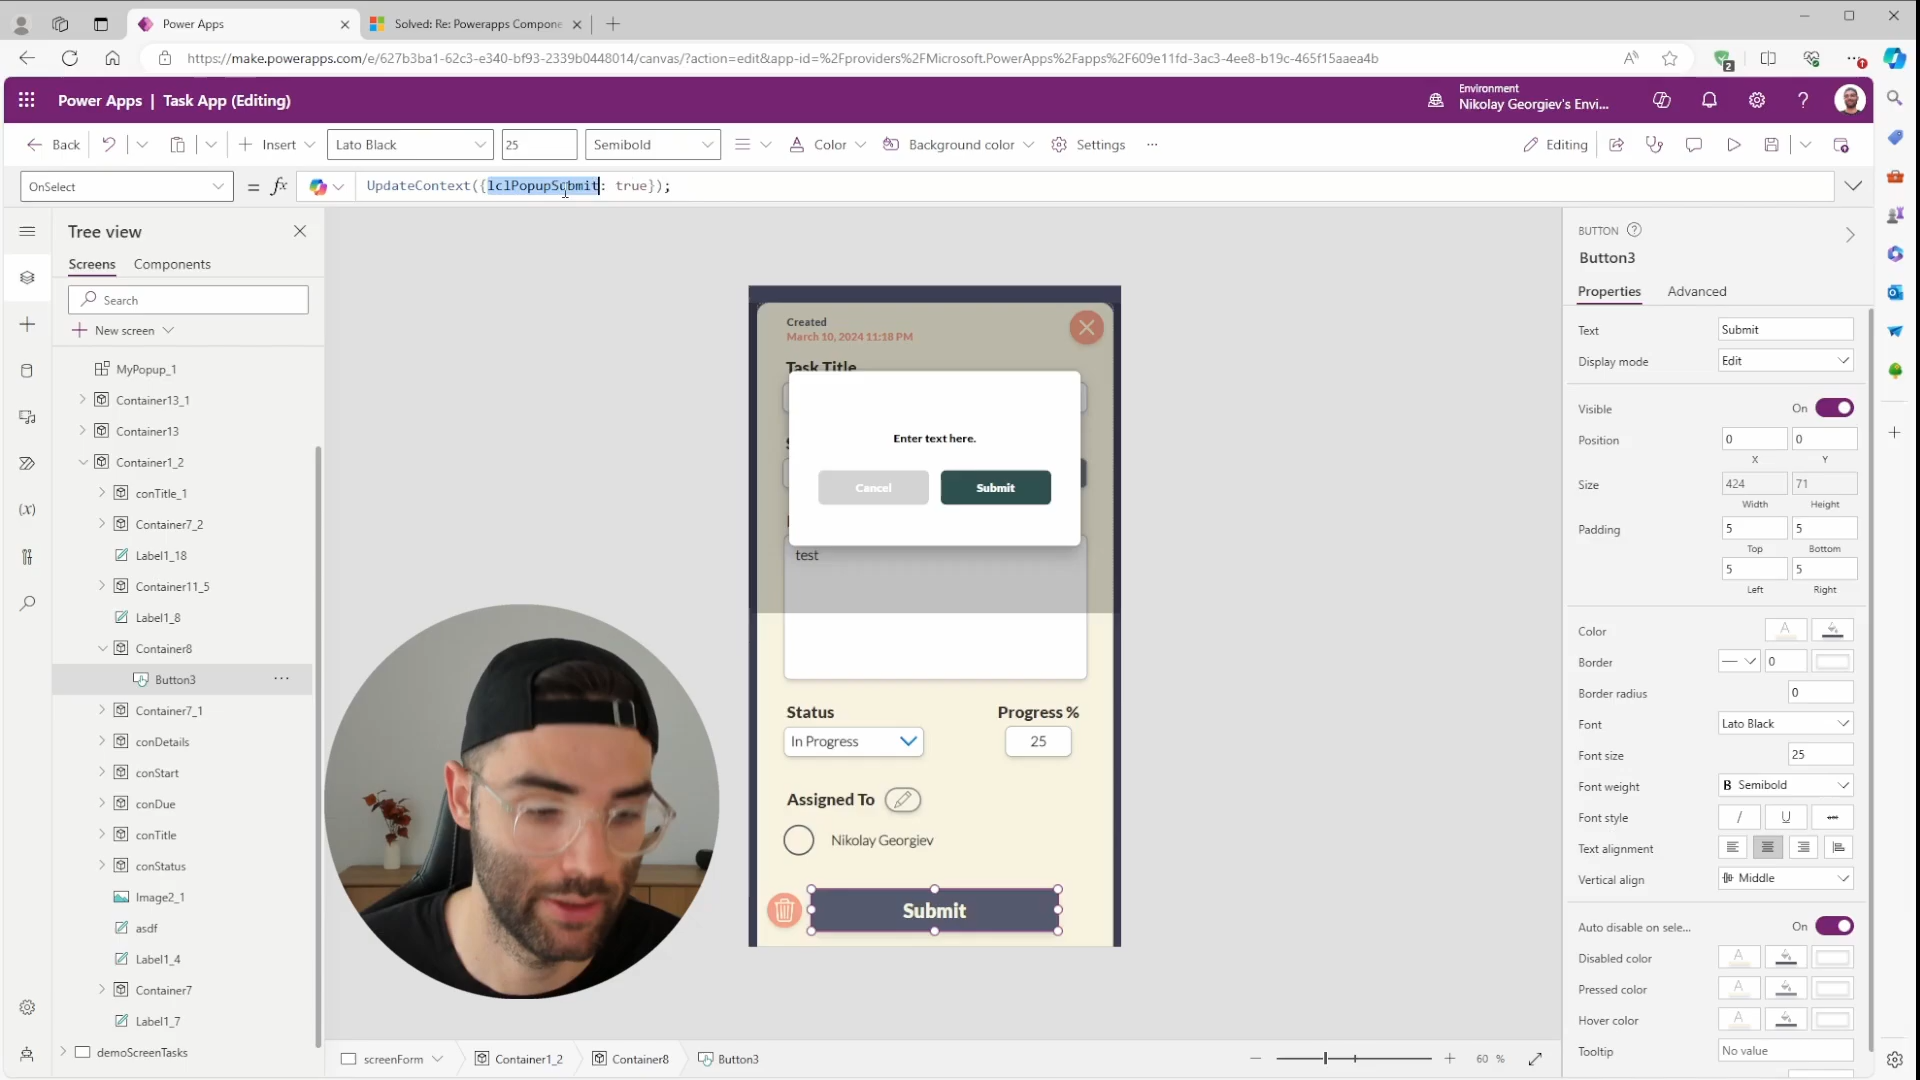 Power Apps
Solved: Re: Powerapps Compone
https://make.powerapps.com/e/627b3ba1-62c3-e340-bf93-2339b0448014/canvas/?action=edit&app-id=%2Fproviders%2FMicrosoft.PowerApps%2Fapps%2F609e11fd-3ac3-4ee8-b19c-465f15aaea4b
2
Power Apps | Task App (Editing)
Environment
Nikolay Georgiev's Envi...
Back
Insert
Lato Black
25
Semibold
Color
Background color
Settings
Editing
OnSelect
= fx
UpdateContext({lclPopupSubmit: true});
Tree view
Screens
Components
Search
New screen
MyPopup_1
Container13_1
Container13
Container1_2
conTitle_1
Container7_2
Label1_18
Container11_5
Label1_8
Container8
Button3
Container7_1
conDetails
conStart
conDue
conTitle
conStatus
Image2_1
asdf
Label1_4
Container7
Label1_7
demoScreenTasks
Created
March 10, 2024 11:18 PM
Task Title
Enter text here.
Cancel
Submit
test
Status
Progress %
In Progress
25
Assigned To
Nikolay Georgiev
Submit
screenForm
Container1_2
Container8
Button3
60 %
BUTTON
Button3
Properties
Advanced
Text
Submit
Display mode
Edit
Visible
On
Position
0
0
X
Y
Size
424
71
Width
Height
Padding
5
5
Top
Bottom
5
5
Left
Right
Color
Border
0
Border radius
0
Font
Lato Black
Font size
25
Font weight
B Semibold
Font style
Text alignment
Vertical align
Middle
Auto disable on sele...
On
Disabled color
Pressed color
Hover color
Tooltip
No value